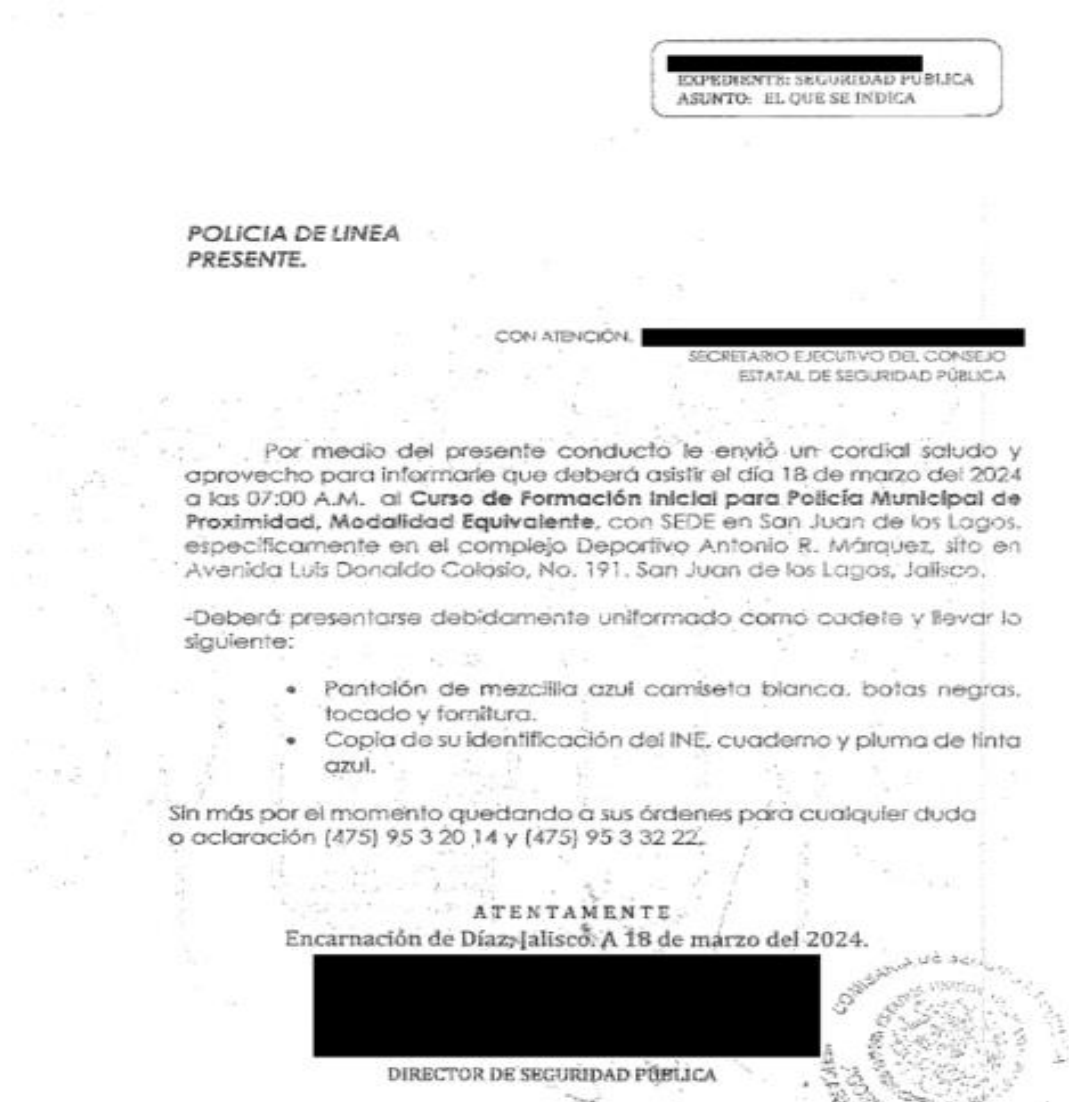 EXPEDIENTE: SEGURIDAD PUBLICA
ASUNTO: EL QUE SE INDICA
POLICIA DE LINEA
PRESENTE.
CON ATENCIÓN.
SECRETARIO EJECUTIVO DEL CONSEJO
ESTATAL DE SEGURIDAD PÚBLICA
Por medio del presente conducto le envió un cordial saludo y
aprovecho para informarle que deberá asistir el día 18 de marzo del 2024
a las 07:00 A.M. al Curso de Formación Inicial para Policía Municipal de
Proximidad, Modalidad Equivalente, con SEDE en San Juan de los Lagos,
específicamente en el complejo Deportivo Antonio R. Márquez, sito en
Avenida Luis Donaldo Colosio, No. 191. San Juan de los Lagos, Jalisco.
-Deberá presentarse debidamente uniformado como cadete y llevar lo
siguiente:
• Pantalón de mezclilla azul camiseta blanca, botas negras,
tocado y fornitura.
• Copia de su identificación del INE, cuaderno y pluma de tinta
azul.
Sin más por el momento quedando a sus órdenes para cualquier duda
o aclaración (475) 95 3 20 14 y (475) 95 3 32 22.
ATENTAMENTE
Encarnación de Díaz, Jalisco. A 18 de marzo del 2024.
DIRECTOR DE SEGURIDAD PÚBLICA